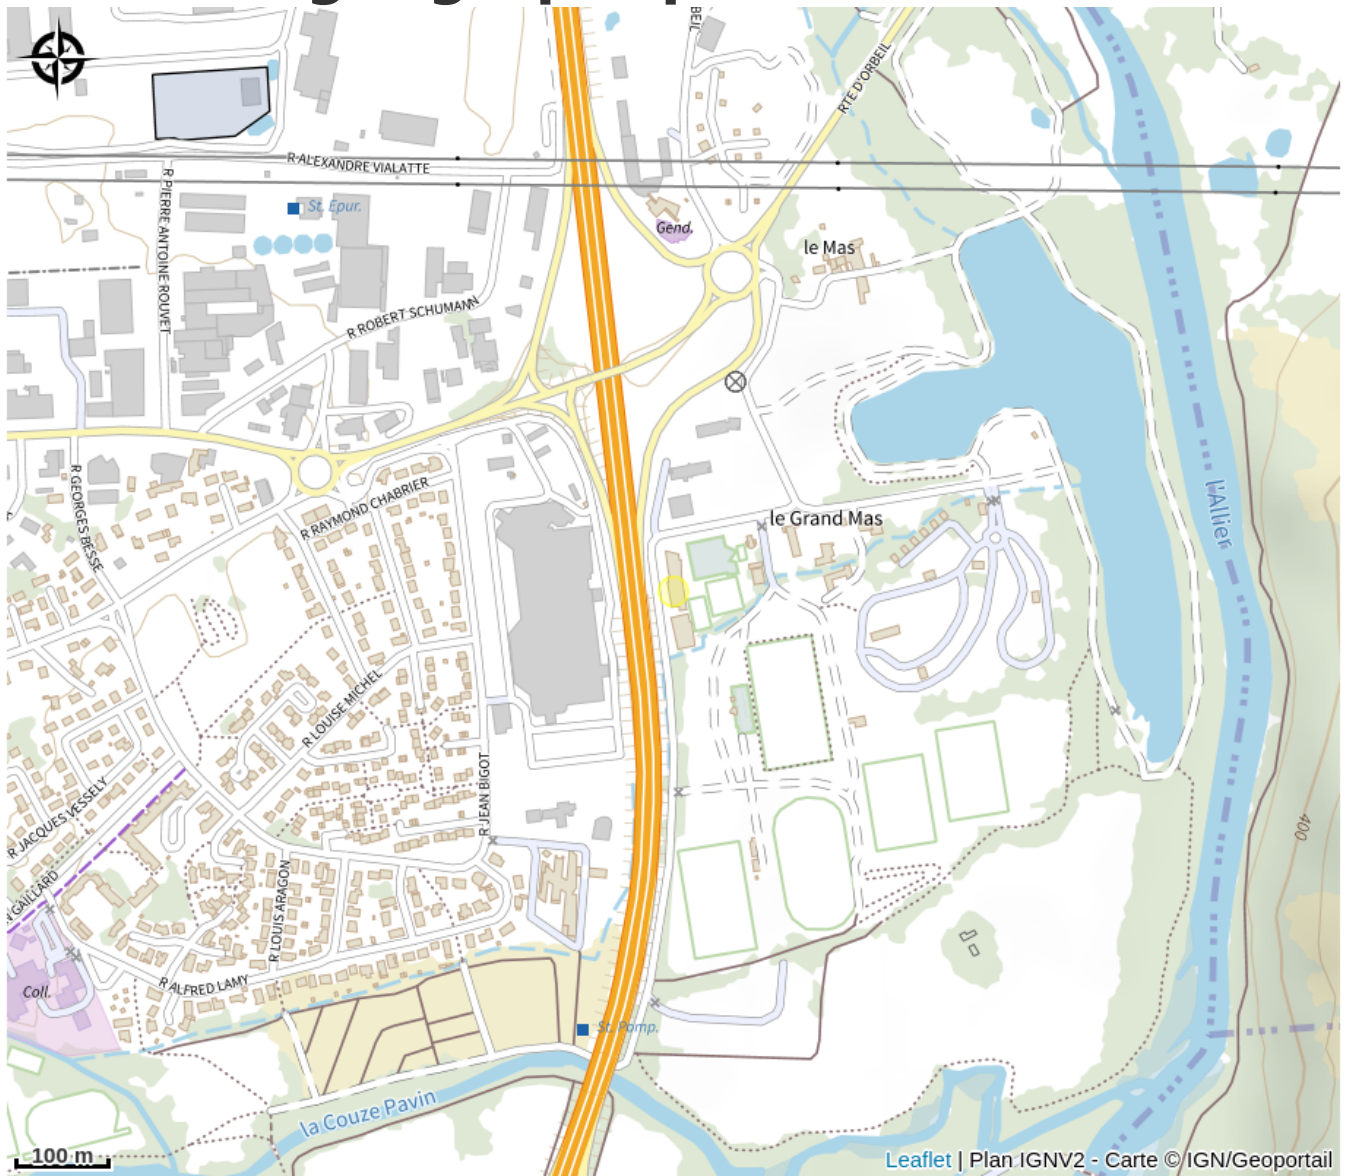 RTE D'ORBEIL
R ALEXANDRE VIALATTE
R PIERRE ANTOINE ROUVET
St. Epur.
Gend.
le Mas
R ROBERT SCHUMANN
R GEORGES BESSE
R RAYMOND CHABRIER
le Grand Mas
l'Allier
R LOUISE MICHEL
R JEAN BIGOT
R JACQUES VESSELY
400
GAILLARD
R LOUIS ARAGON
Coll.
R ALFRED LAMY
St. Pomp.
la Couze Pavin
100 m
Leaflet | Plan IGNV2 - Carte © IGN/Geoportail